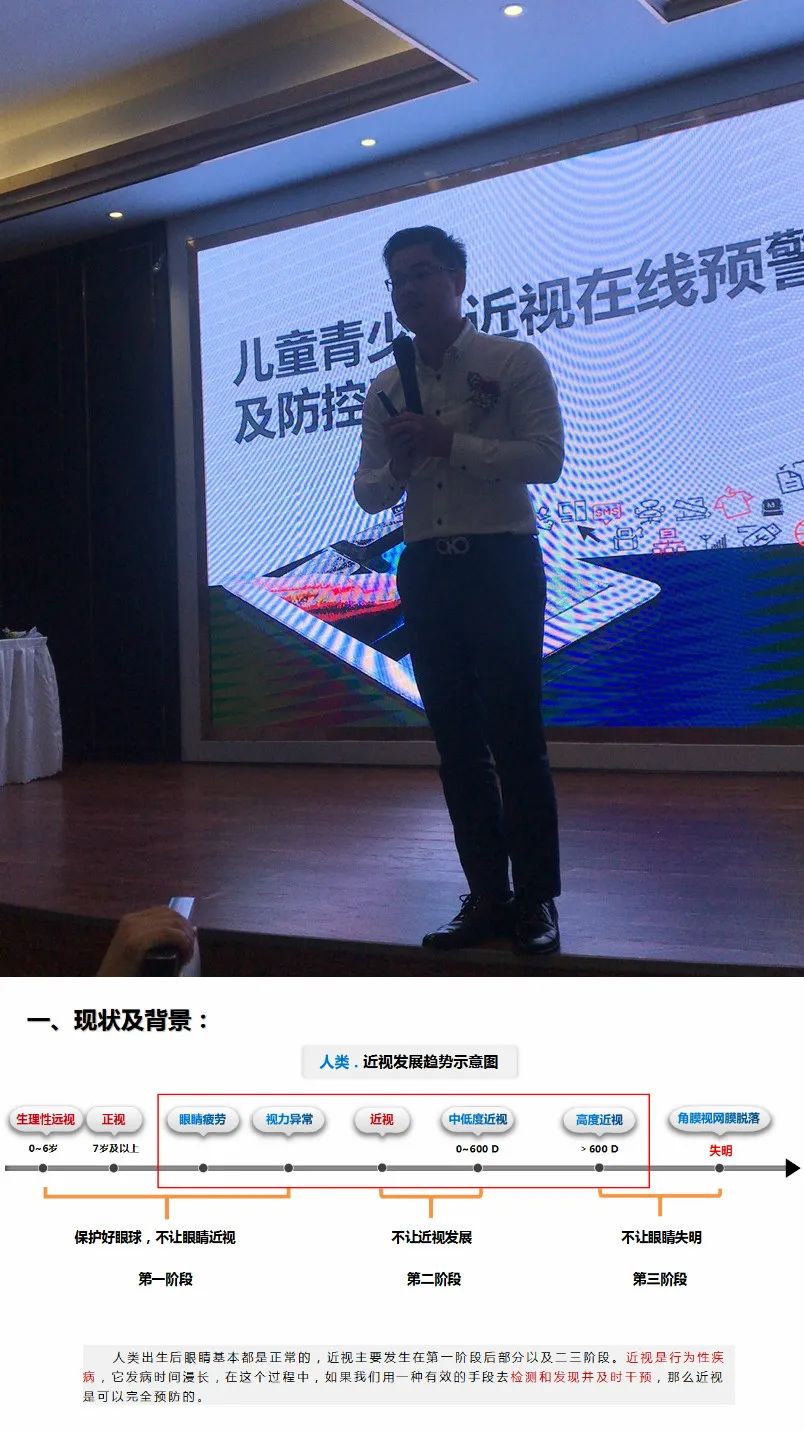 儿童青少 近视在线预警
及防控
SMS
一、现状及背景：
人类 . 近视发展趋势示意图
生理性远视 正视 眼睛疲劳 视力异常 近视 中低度近视 高度近视 角膜视网膜脱落
0~6岁 7岁及以上 0~600 D > 600 D 失明
保护好眼球，不让眼睛近视 不让近视发展 不让眼睛失明
第一阶段 第二阶段 第三阶段
人类出生后眼睛基本都是正常的，近视主要发生在第一阶段后部分以及二三阶段。近视是行为性疾
病，它发病时间漫长，在这个过程中，如果我们用一种有效的手段去检测和发现并及时干预，那么近视
是可以完全预防的。